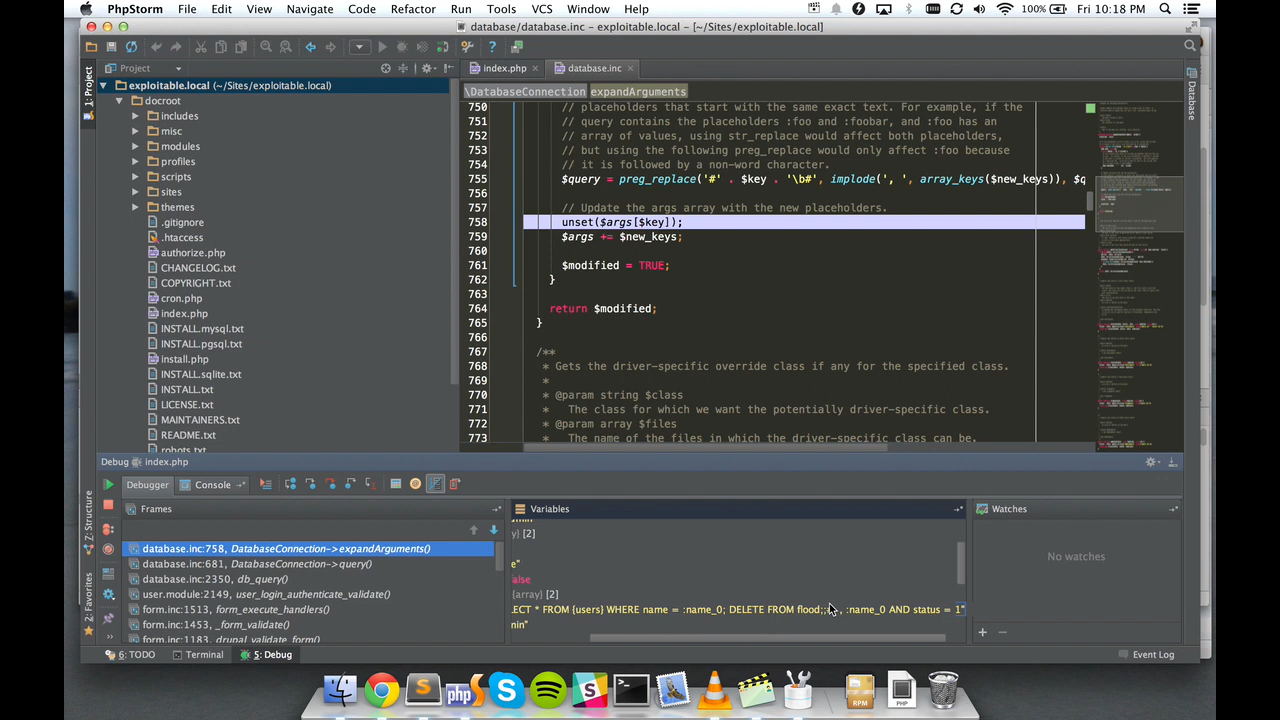 PhpStorm File Edit View Navigate Code Refactor Run Tools VCS Window Help 100% Fri 10:18 PM
database/database.inc - exploitable.local - [~/Sites/exploitable.local]
Project index.php database.inc
1: Project
exploitable.local (~/Sites/exploitable.local)
docroot
includes
misc
modules
profiles
scripts
sites
themes
.gitignore
.htaccess
authorize.php
CHANGELOG.txt
COPYRIGHT.txt
cron.php
index.php
INSTALL.mysql.txt
INSTALL.pgsql.txt
install.php
INSTALL.sqlite.txt
INSTALL.txt
LICENSE.txt
MAINTAINERS.txt
README.txt
robots.txt
\DatabaseConnection expandArguments
Database
750 // placeholders that start with the same exact text. For example, if the
751 // query contains the placeholders :foo and :foobar, and :foo has an
752 // array of values, using str_replace would affect both placeholders,
753 // but using the following preg_replace would only affect :foo because
754 // it is followed by a non-word character.
755 $query = preg_replace('#' . $key . '\b#', implode(', ', array_keys($new_keys)), $q
756
757 // Update the args array with the new placeholders.
758 unset($args[$key]);
759 $args += $new_keys;
760
761 $modified = TRUE;
762 }
763
764 return $modified;
765 }
766
767 /**
768 * Gets the driver-specific override class if any for the specified class.
769 *
770 * @param string $class
771 * The class for which we want the potentially driver-specific class.
772 * @param array $files
773 * The name of the files in which the driver-specific class can be.
Debug index.php
Debugger Console
Z: Structure
2: Favorites
Frames
database.inc:758, DatabaseConnection->expandArguments()
database.inc:681, DatabaseConnection->query()
database.inc:2350, db_query()
user.module:2149, user_login_authenticate_validate()
form.inc:1513, form_execute_handlers()
form.inc:1453, _form_validate()
form.inc:1183, drupal_validate_form()
Variables
y} [2]
e"
alse
{array} [2]
LECT * FROM {users} WHERE name = :name_0; DELETE FROM flood;; , :name_0 AND status = 1"
nin"
Watches
No watches
6: TODO Terminal 5: Debug Event Log
php
S
RPM
PHP